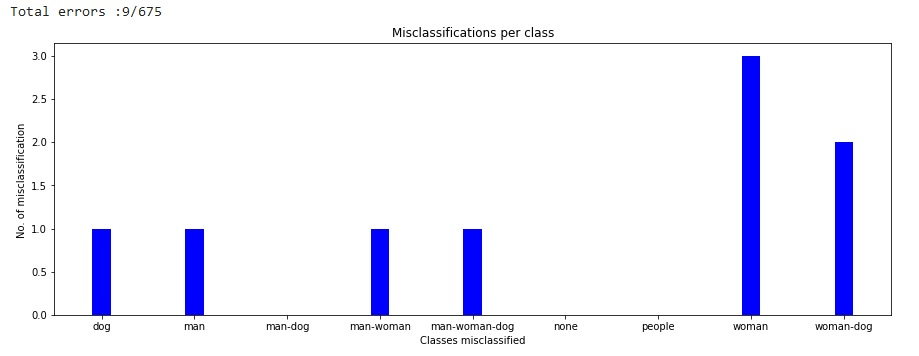 Total errors :9/675
Misclassifications per class
3.0
2.5
2.0
1.5
1.0
0.5
0.0
No. of misclassification
dog man man-dog man-woman man-woman-dog none people woman woman-dog
Classes misclassified